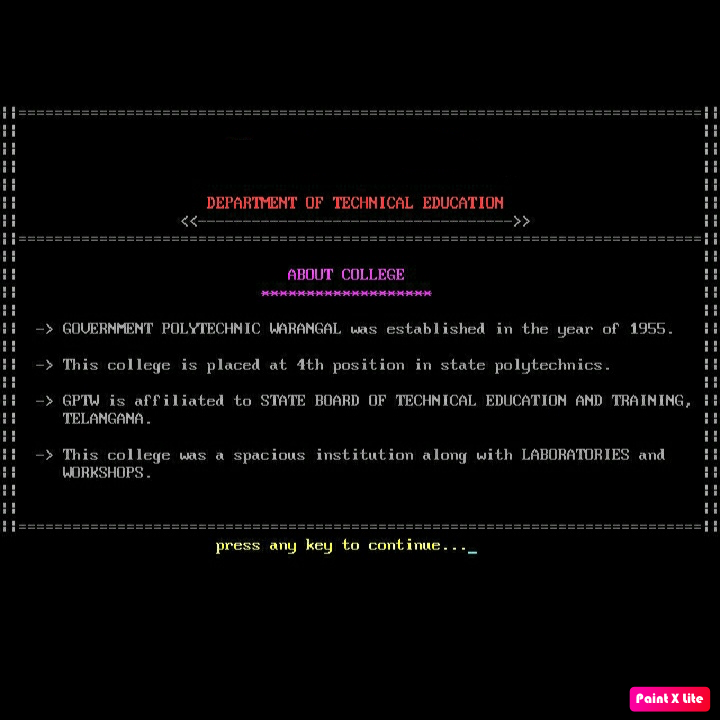 DEPARTMENT OF TECHNICAL EDUCATION
<<----------------------------------->>
ABOUT COLLEGE
*******************
-> GOVERNMENT POLYTECHNIC WARANGAL was established in the year of 1955.
-> This college is placed at 4th position in state polytechnics.
-> GPTW is affiliated to STATE BOARD OF TECHNICAL EDUCATION AND TRAINING,
TELANGANA.
-> This college was a spacious institution along with LABORATORIES and
WORKSHOPS.
press any key to continue..._
Paint X Lite